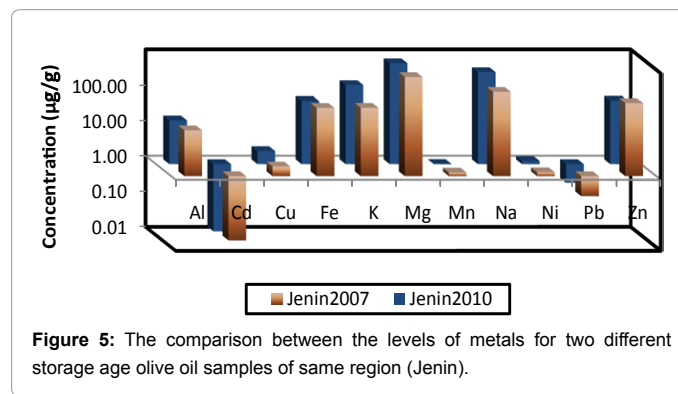 100.00
10.00
1.00
0.10
0.01
Concentration (µg/g)
Al Cd Cu Fe K Mg Mn Na Ni Pb Zn
Jenin2007 Jenin2010
Figure 5: The comparison between the levels of metals for two different
storage age olive oil samples of same region (Jenin).